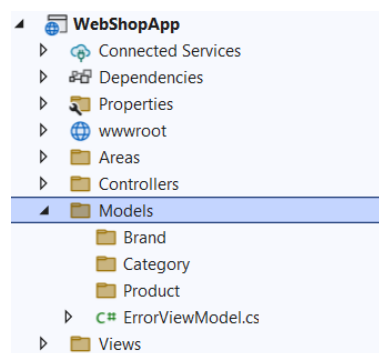 WebShopApp
Connected Services
Dependencies
Properties
wwwroot
Areas
Controllers
Models
Brand
Category
Product
C# ErrorViewModel.cs
Views